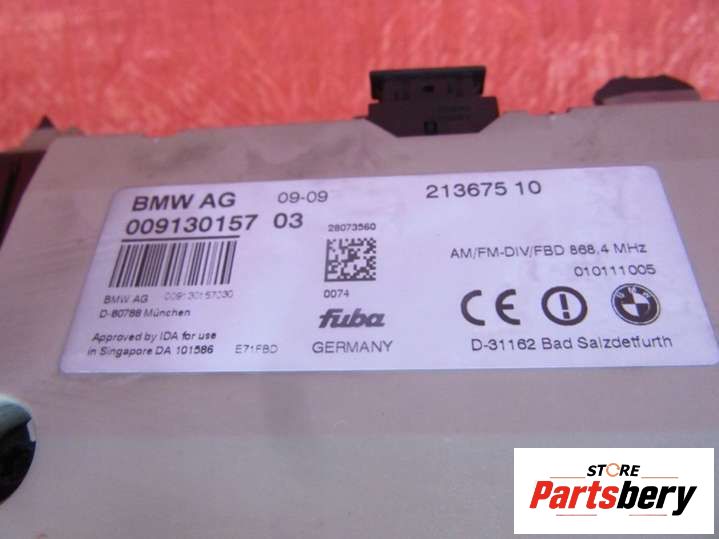 BMW AG 09-09 213675 10
009130157 03
28073560
AM/FM-DIV/FBD 868,4 MHz
010111005
BMW AG 009130157030
0074
D-80788 München
fuba
CE
Approved by IDA for use
in Singapore DA 101586 E71FBD GERMANY D-31162 Bad Salzdetfurth
STORE
Partsbery